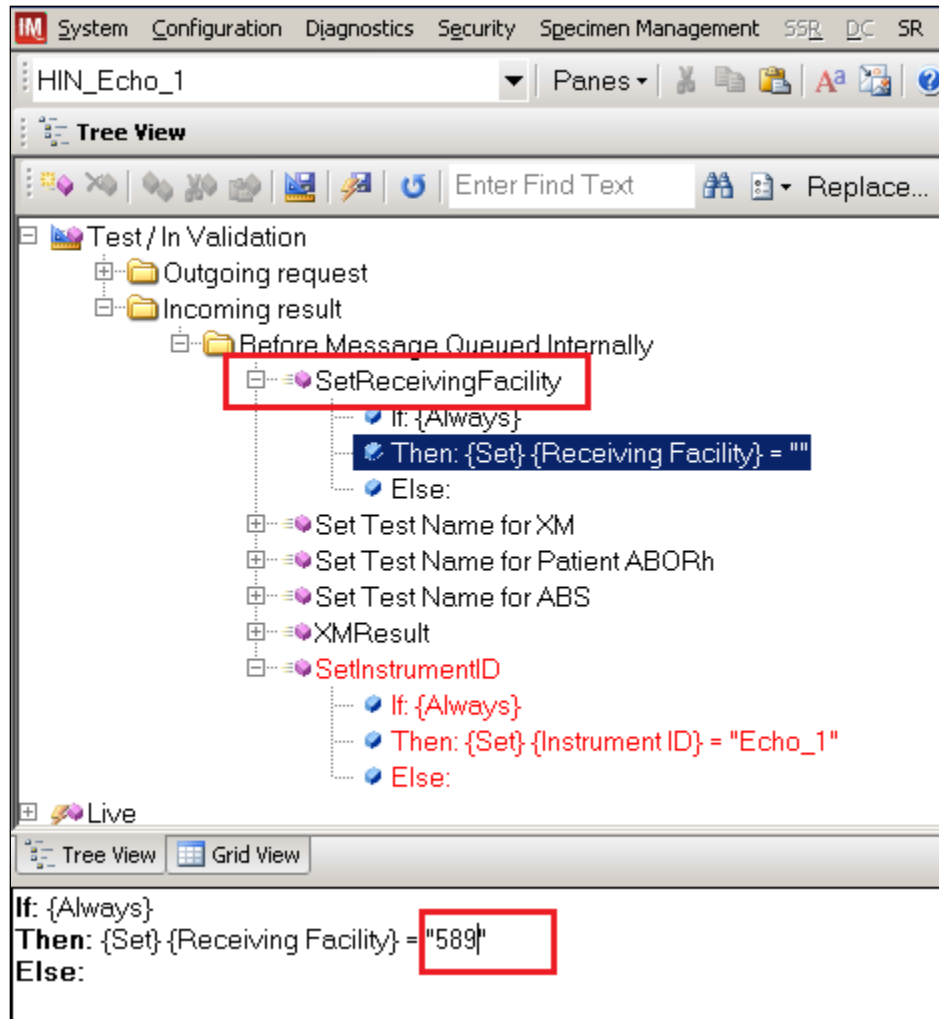 IM System Configuration Diagnostics Security Specimen Management SSR DC SR
HIN_Echo_1 Panes Aa ?
Tree View
Enter Find Text Replace...
Test / In Validation
Outgoing request
Incoming result
Before Message Queued Internally
SetReceivingFacility
If: {Always}
Then: {Set} {Receiving Facility} = ""
Else:
Set Test Name for XM
Set Test Name for Patient ABORh
Set Test Name for ABS
XMResult
SetInstrumentID
If: {Always}
Then: {Set} {Instrument ID} = "Echo_1"
Else:
Live
Tree View Grid View
If: {Always}
Then: {Set} {Receiving Facility} = "589"
Else: